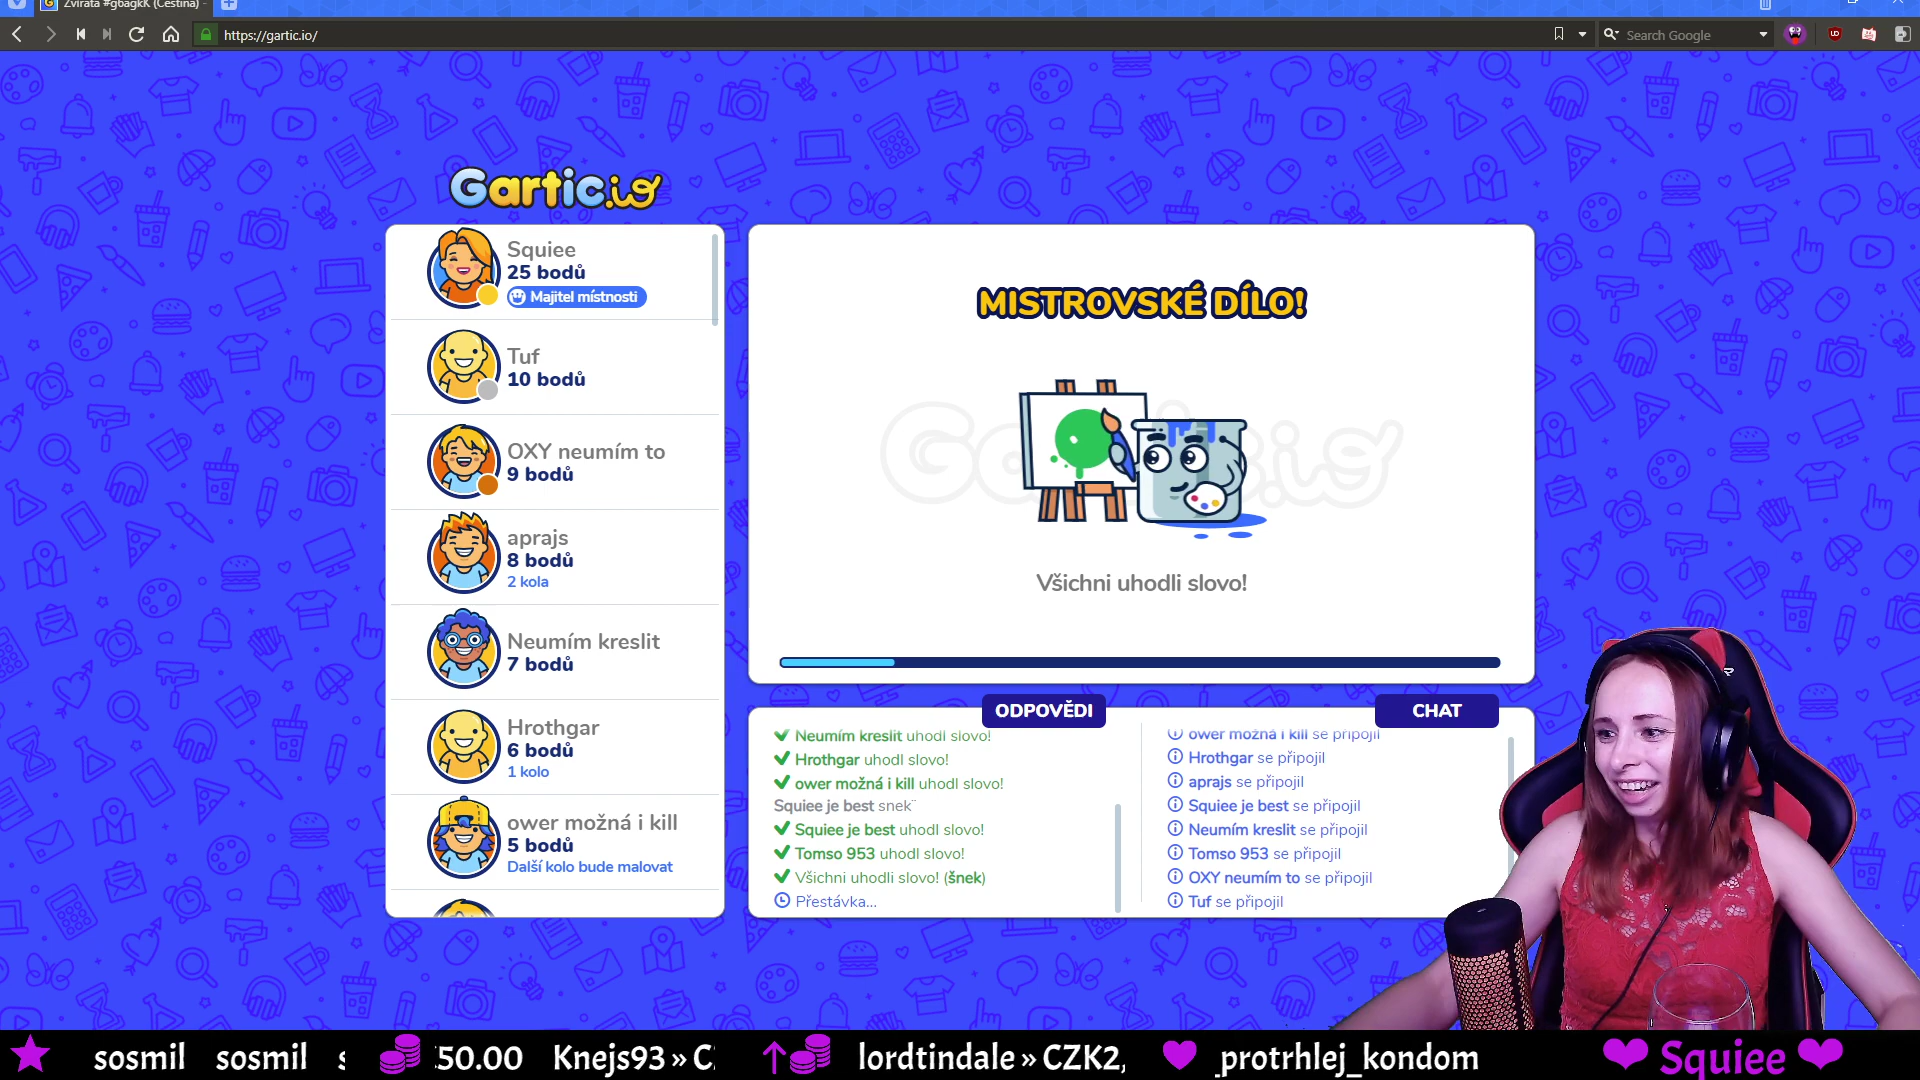 Zvířata #gbagkK (Čeština) -
https://gartic.io/
Search Google
Gartic.io
Squiee
25 bodů
Majitel místnosti
Tuf
10 bodů
OXY neumím to
9 bodů
aprajs
8 bodů
2 kola
Neumím kreslit
7 bodů
Hrothgar
6 bodů
1 kolo
ower možná i kill
5 bodů
Další kolo bude malovat
MISTROVSKÉ DÍLO!
Všichni uhodli slovo!
ODPOVĚDI
Neumím kreslit uhodl slovo!
Hrothgar uhodl slovo!
ower možná i kill uhodl slovo!
Squiee je best snek¨
Squiee je best uhodl slovo!
Tomso 953 uhodl slovo!
Všichni uhodli slovo! (šnek)
Přestávka...
CHAT
ower možná i kill se připojil
Hrothgar se připojil
aprajs se připojil
Squiee je best se připojil
Neumím kreslit se připojil
Tomso 953 se připojil
OXY neumím to se připojil
Tuf se připojil
sosmil sosmil s
50.00 Knejs93 » C
lordtindale » CZK2,
_protrhlej_kondom
Squiee